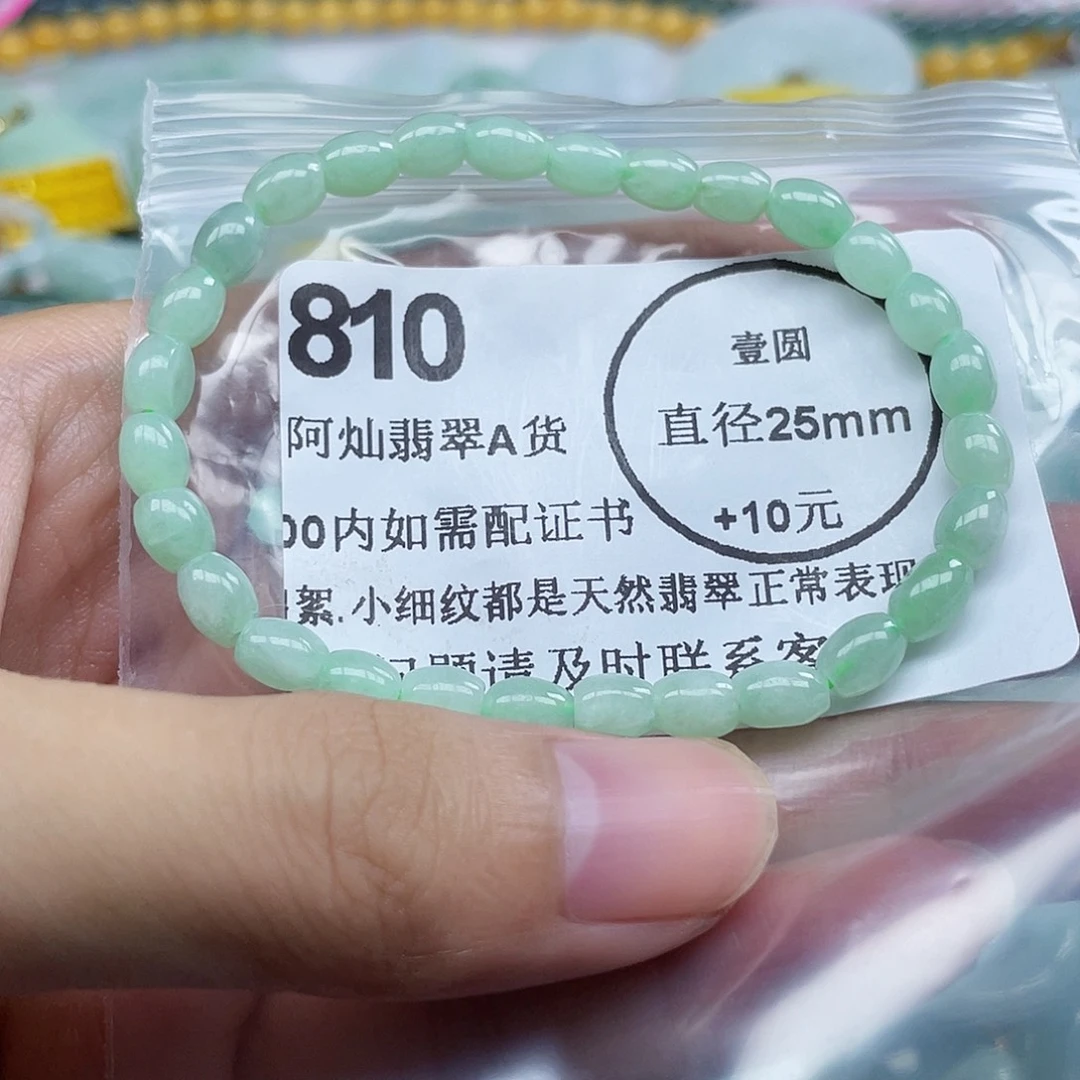 810
壹圆
直径25mm
+10元
阿灿翡翠A货
00内如需配证书
絮.小细纹都是天然翡翠正常表现
题请及时联系客